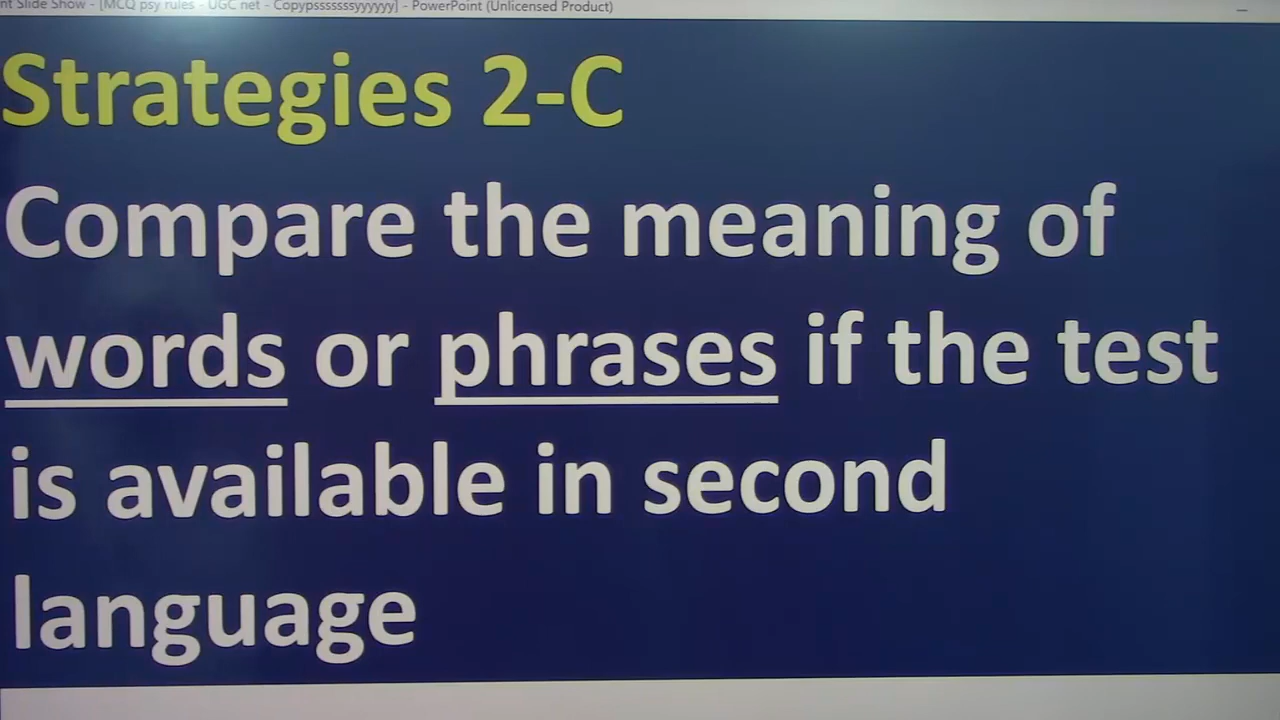 nt Slide Show - [MCQ psy rules - UGC net - Copypsssssssyyyyyy] - PowerPoint (Unlicensed Product)
Strategies 2-C
Compare the meaning of
words or phrases if the test
is available in second
language